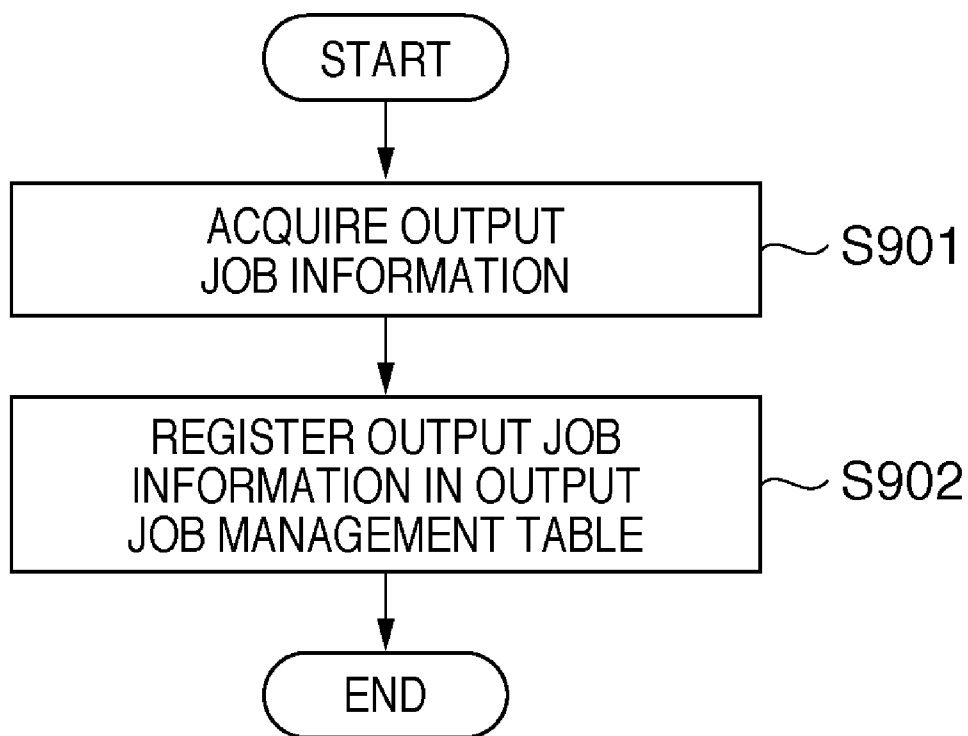 START
ACQUIRE OUTPUT
JOB INFORMATION
S901
REGISTER OUTPUT JOB
INFORMATION IN OUTPUT
JOB MANAGEMENT TABLE
S902
END